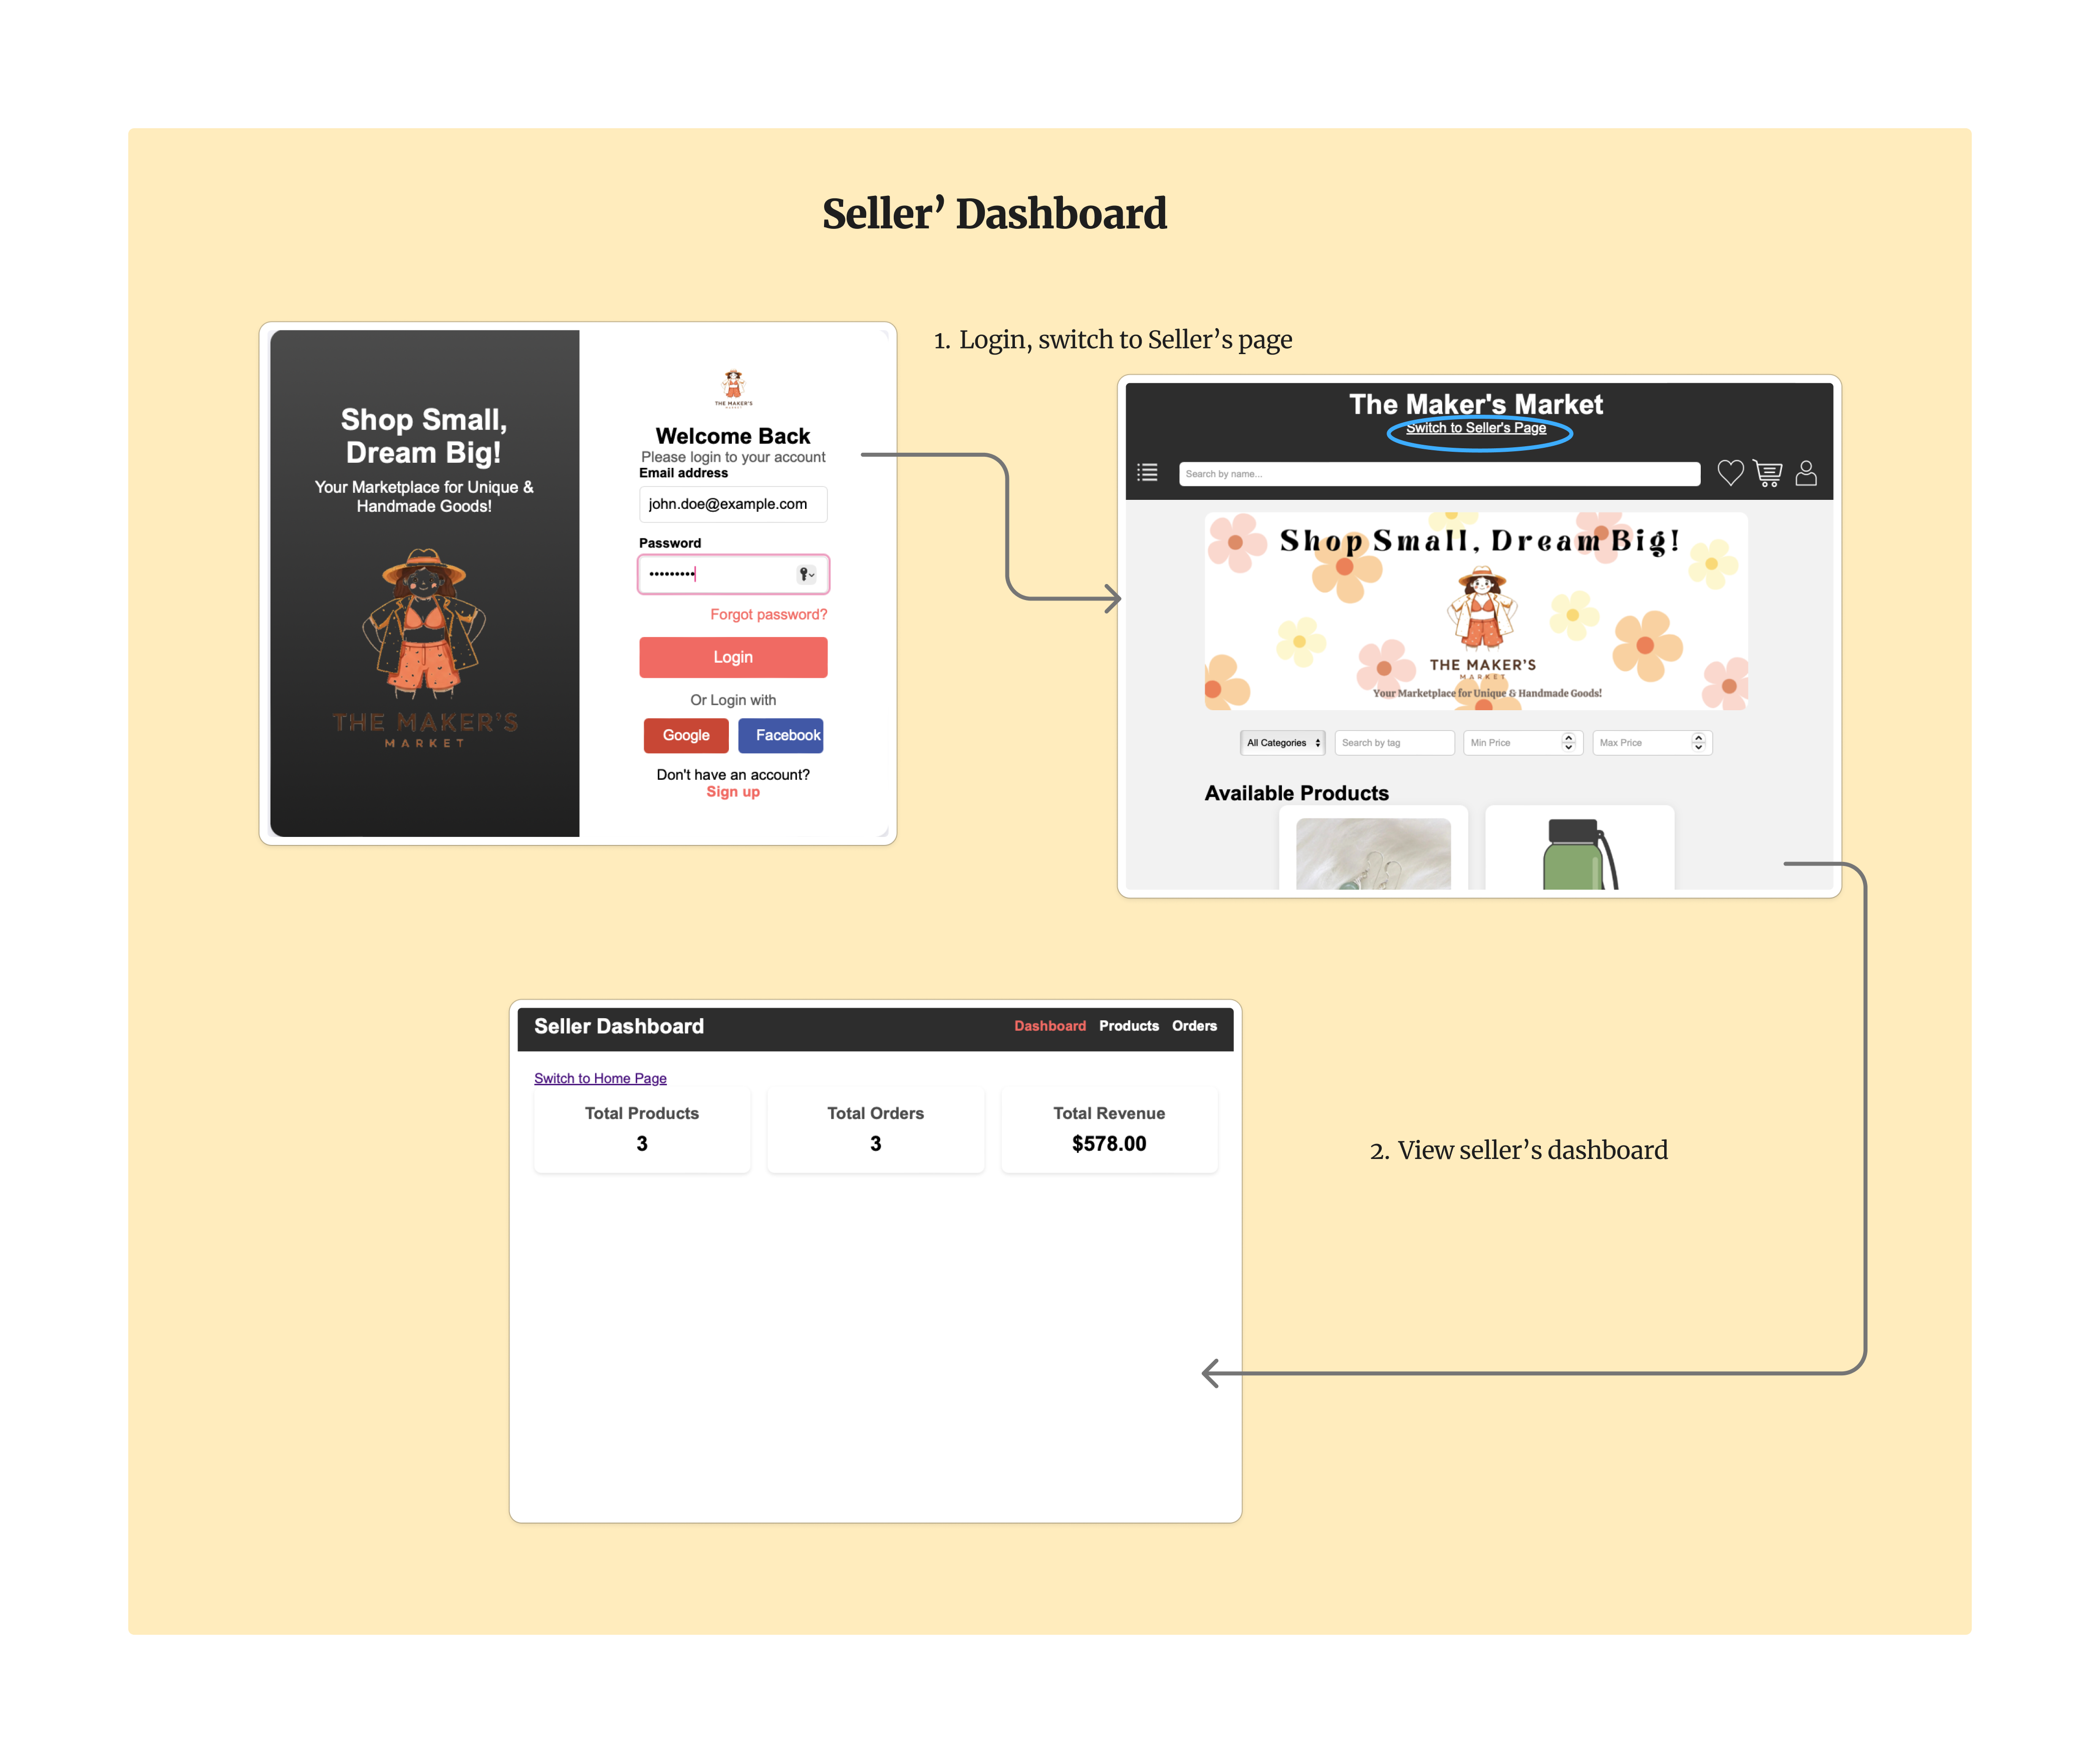 Seller’ Dashboard
1. Login, switch to Seller’s page
Shop Small,
Dream Big!
Your Marketplace for Unique &
Handmade Goods!
THE MAKER'S
MARKET
THE MAKER'S
MARKET
Welcome Back
Please login to your account
Email address
john.doe@example.com
Password
Forgot password?
Login
Or Login with
Google Facebook
Don't have an account?
Sign up
The Maker's Market
Switch to Seller's Page
Search by name...
Shop Small, Dream Big!
THE MAKER'S
MARKET
Your Marketplace for Unique & Handmade Goods!
All Categories Search by tag Min Price Max Price
Available Products
Seller Dashboard Dashboard Products Orders
Switch to Home Page
Total Products Total Orders Total Revenue
3 3 $578.00
2. View seller’s dashboard